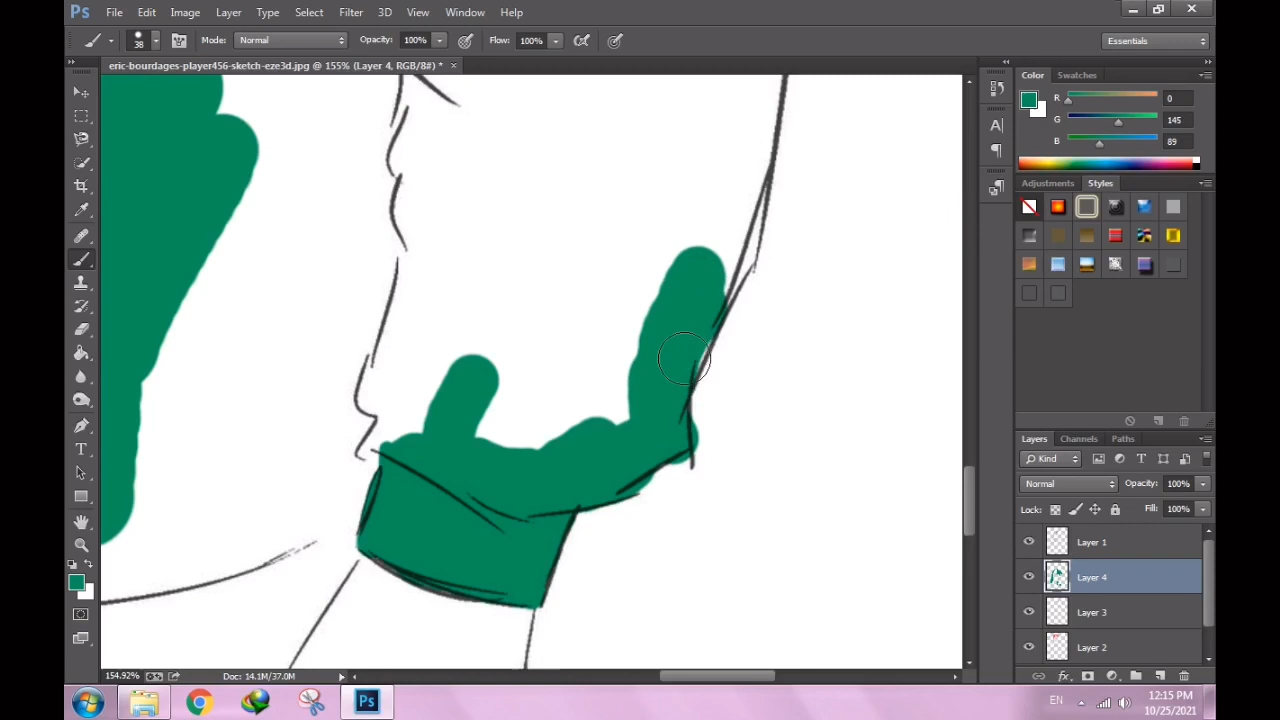 Ps File Edit Image Layer Type Select Filter 3D View Window Help
38 Mode: Normal Opacity: 100% Flow: 100% Essentials
eric-bourdages-player456-sketch-eze3d.jpg @ 155% (Layer 4, RGB/8#) * ×
Color Swatches
R 0
G 145
B 89
Adjustments Styles
Layers Channels Paths
Kind
Normal Opacity: 100%
Lock: Fill: 100%
Layer 1
Layer 4
Layer 3
Layer 2
154.92% Doc: 14.1M/37.0M
Ps EN 12:15 PM
10/25/2021